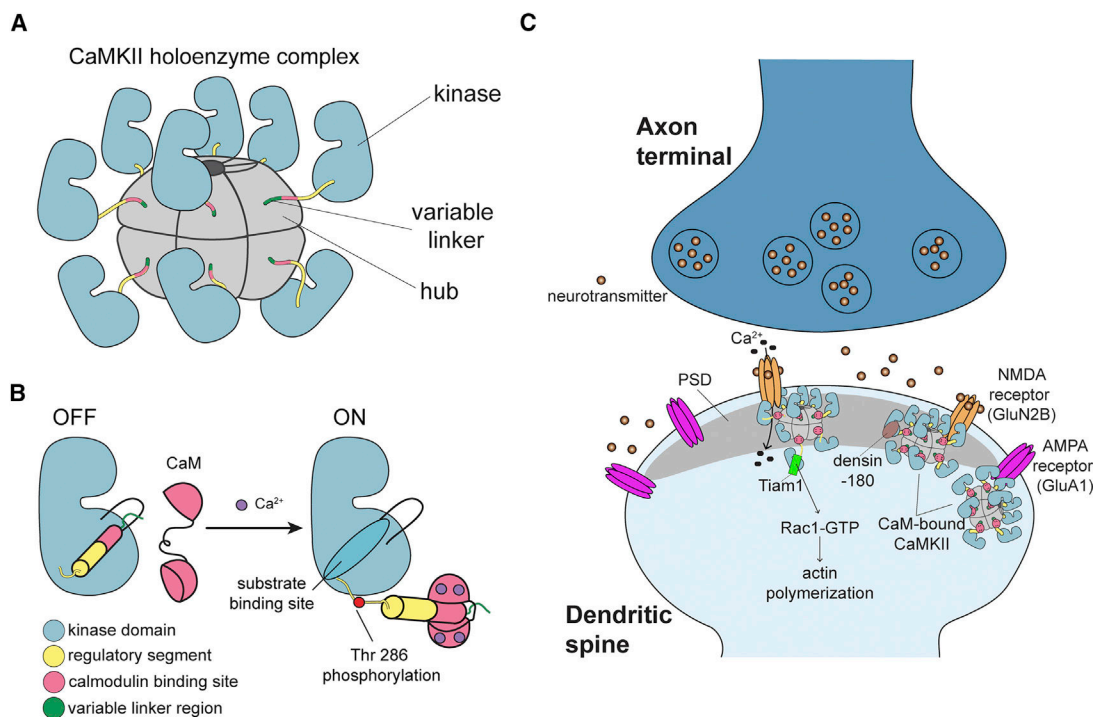 A
CaMKII holoenzyme complex
kinase
variable
linker
hub
B
OFF
ON
CaM
Ca²⁺
substrate
binding site
Thr 286
phosphorylation
kinase domain
regulatory segment
calmodulin binding site
variable linker region
C
Axon
terminal
neurotransmitter
Ca²⁺
PSD
NMDA
receptor
(GluN2B)
AMPA
receptor
(GluA1)
densin
-180
Tiam1
Rac1-GTP
CaM-bound
CaMKII
actin
polymerization
Dendritic
spine